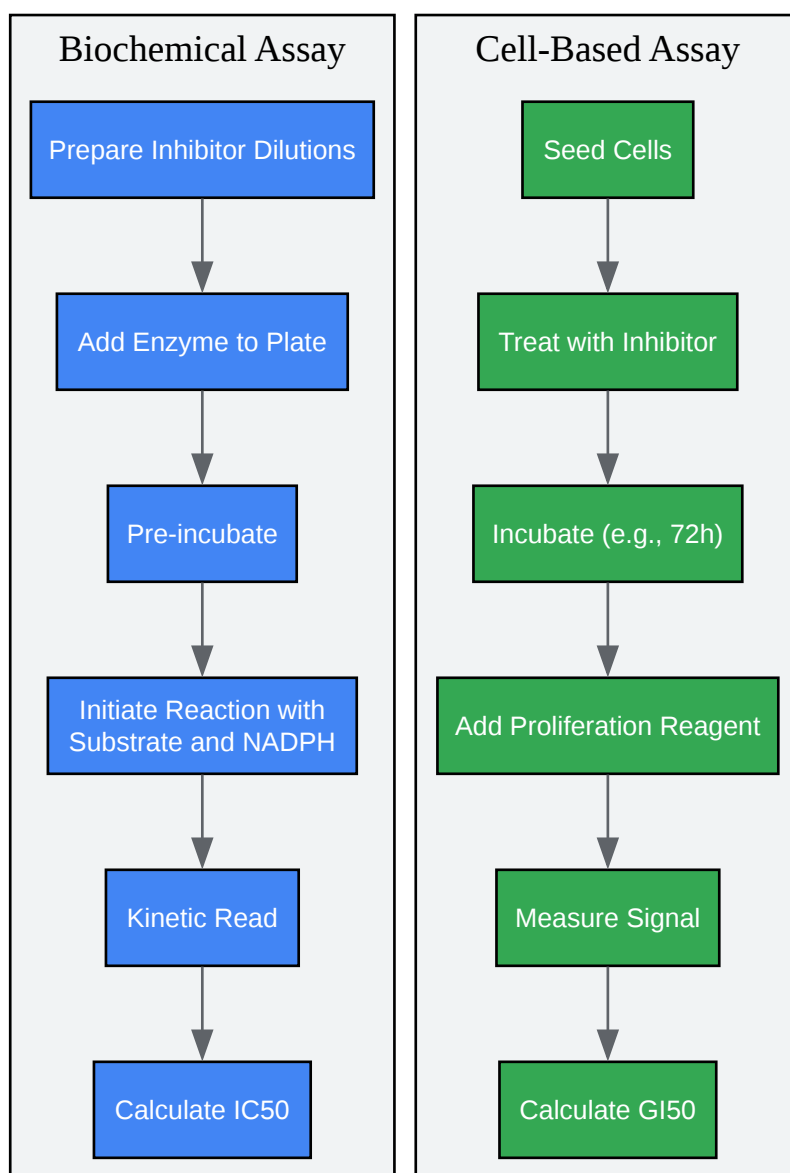 Biochemical Assay
Prepare Inhibitor Dilutions
Add Enzyme to Plate
Pre-incubate
Initiate Reaction with
Substrate and NADPH
Kinetic Read
Calculate IC50
Cell-Based Assay
Seed Cells
Treat with Inhibitor
Incubate (e.g., 72h)
Add Proliferation Reagent
Measure Signal
Calculate GI50